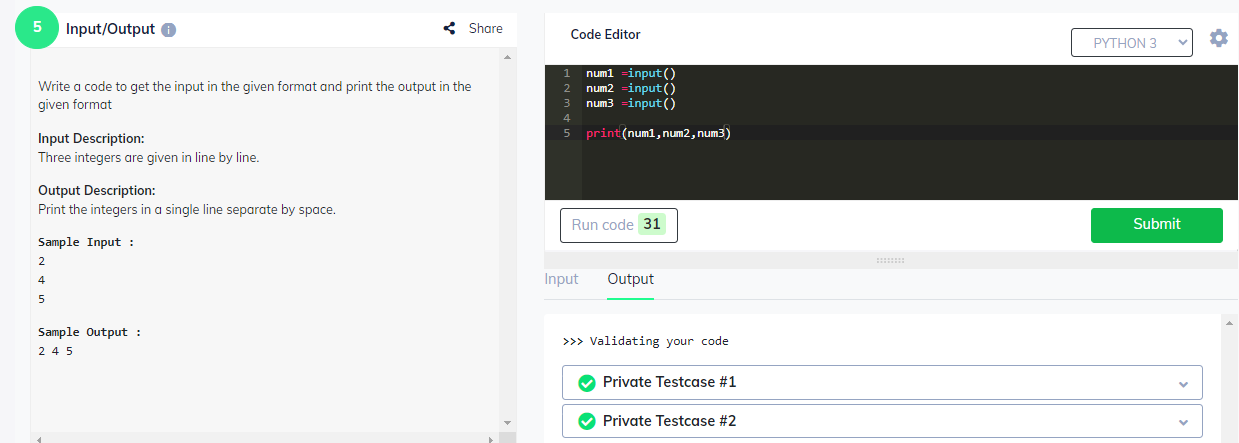 5
Input/Output
Share
Write a code to get the input in the given format and print the output in the
given format
Input Description:
Three integers are given in line by line.
Output Description:
Print the integers in a single line separate by space.
Sample Input :
2
4
5
Sample Output :
2 4 5
Code Editor
PYTHON 3
1 num1 =input()
2 num2 =input()
3 num3 =input()
4
5 print(num1,num2,num3)
Run code 31
Submit
Input Output
>>> Validating your code
Private Testcase #1
Private Testcase #2